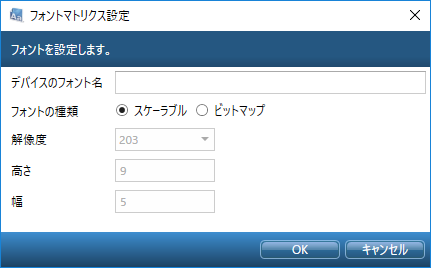 フォントマトリクス設定
フォントを設定します。
デバイスのフォント名
フォントの種類 スケーラブル ビットマップ
解像度 203
高さ 9
幅 5
OK キャンセル